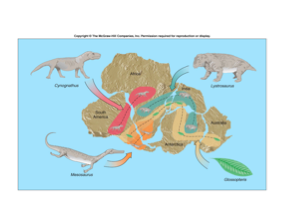 Copyright © The McGraw-Hill Companies, Inc. Permission required for reproduction or display.
Africa
India
Cynognathus
Lystrosaurus
South
America
Australia
Antarctica
Mesosaurus
Glossopteris